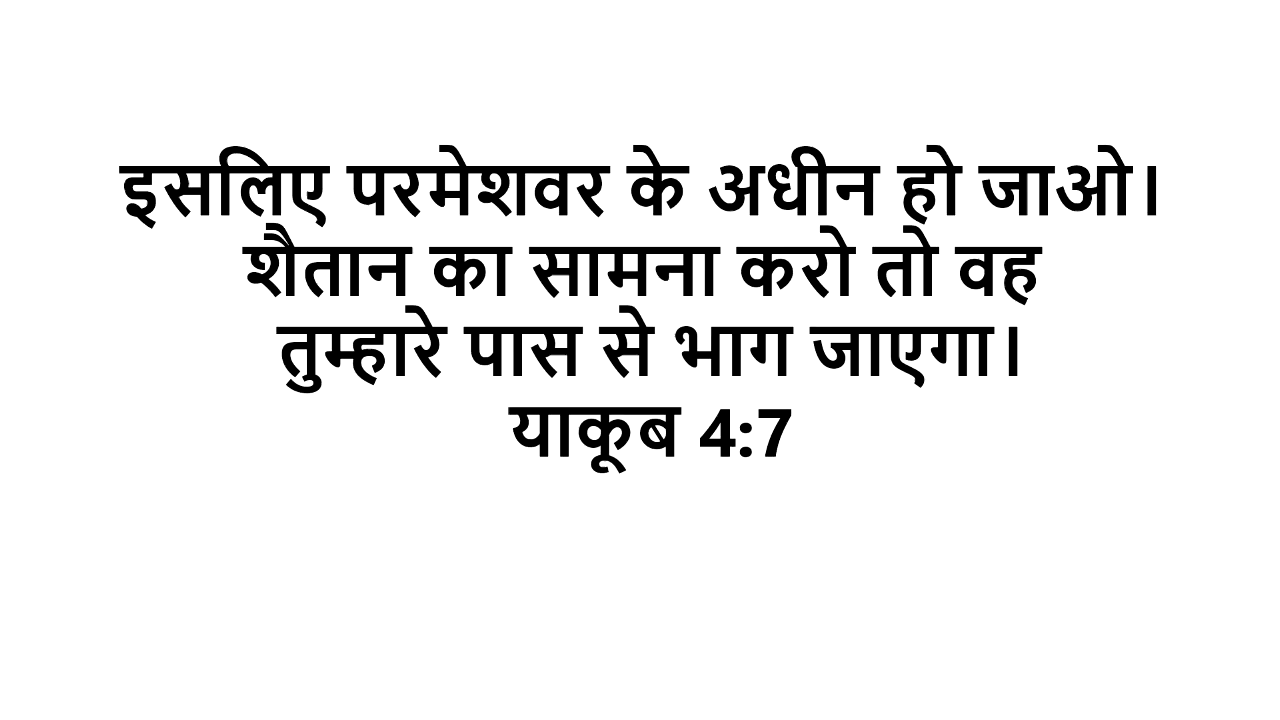 इसलिए परमेशवर के अधीन हो जाओ।
शैतान का सामना करो तो वह
तुम्हारे पास से भाग जाएगा।
याकूब 4:7